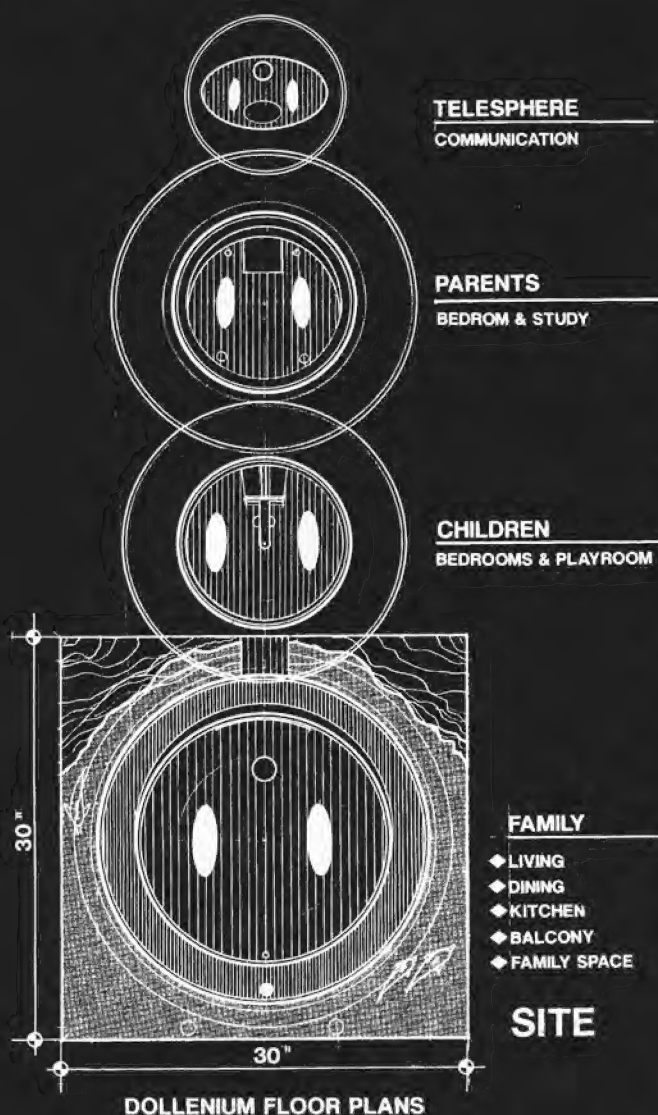 TELESPHERE
COMMUNICATION
PARENTS
BEDROM & STUDY
CHILDREN
BEDROOMS & PLAYROOM
30"
FAMILY
◆LIVING
◆DINING
◆KITCHEN
◆BALCONY
◆FAMILY SPACE
SITE
30"
DOLLENIUM FLOOR PLANS